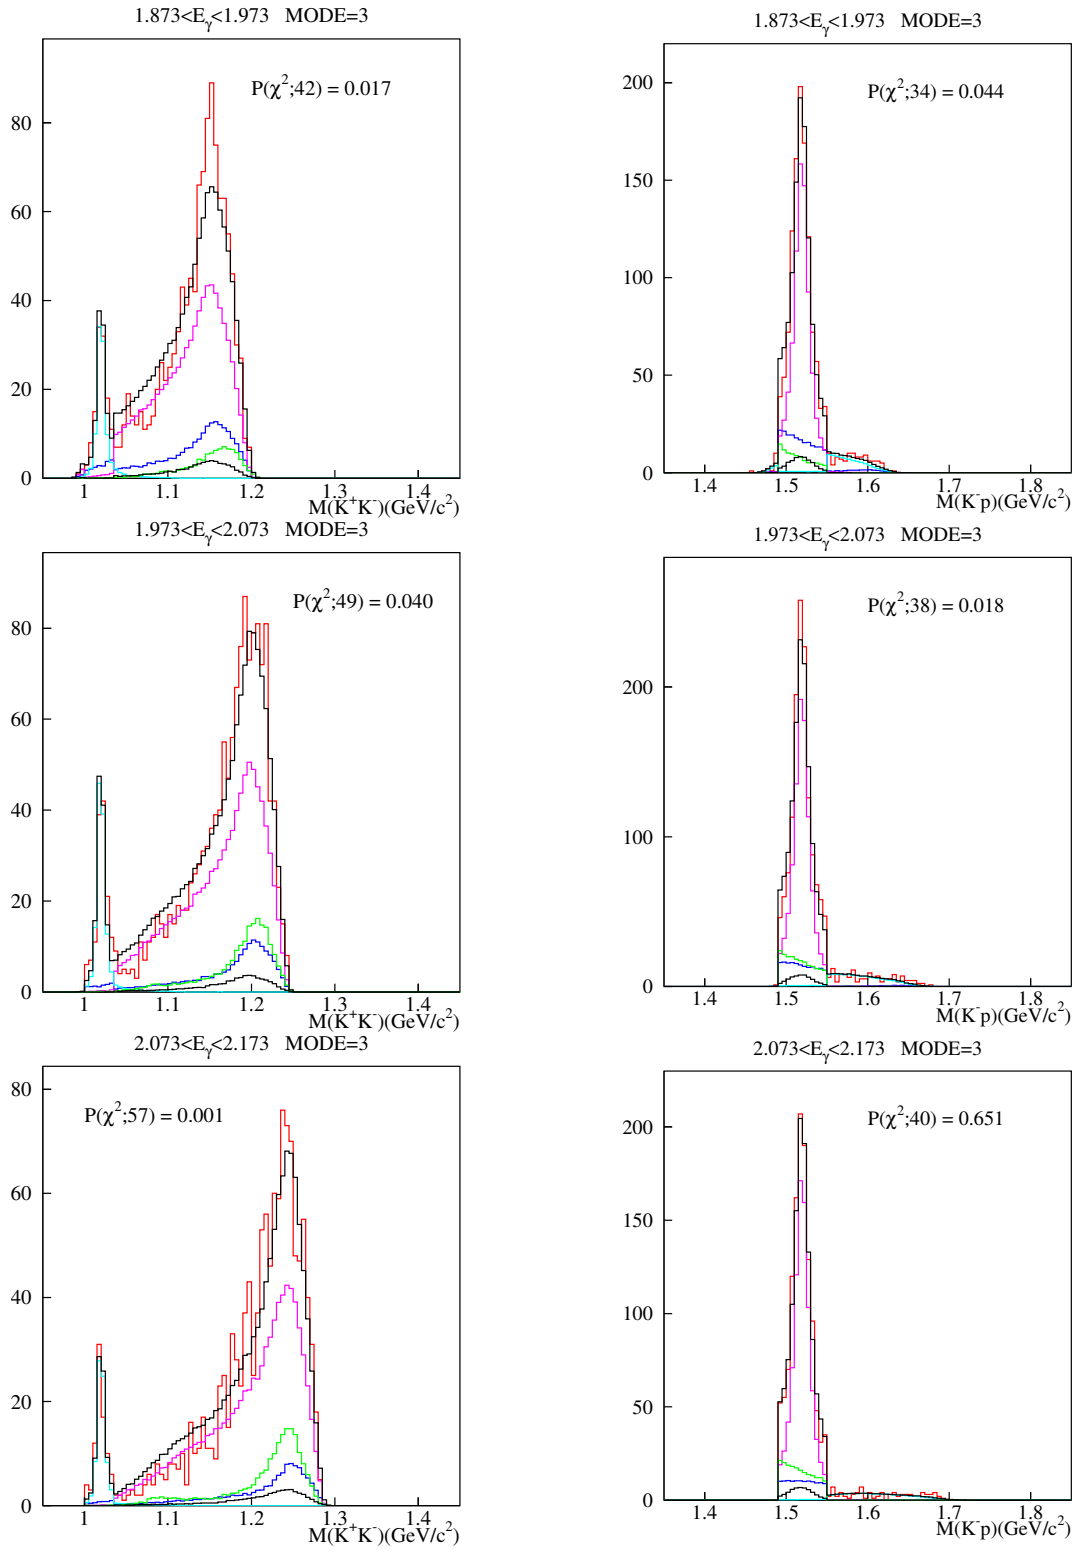 1.873<Eγ<1.973 MODE=3
P(χ²;42) = 0.017
80
60
40
20
0
1 1.1 1.2 1.3 1.4
M(K⁺K⁻)(GeV/c²)
1.873<Eγ<1.973 MODE=3
P(χ²;34) = 0.044
200
150
100
50
0
1.4 1.5 1.6 1.7 1.8
M(K⁻p)(GeV/c²)
1.973<Eγ<2.073 MODE=3
P(χ²;49) = 0.040
80
60
40
20
0
1 1.1 1.2 1.3 1.4
M(K⁺K⁻)(GeV/c²)
1.973<Eγ<2.073 MODE=3
P(χ²;38) = 0.018
200
100
0
1.4 1.5 1.6 1.7 1.8
M(K⁻p)(GeV/c²)
2.073<Eγ<2.173 MODE=3
80
P(χ²;57) = 0.001
60
40
20
0
1 1.1 1.2 1.3 1.4
M(K⁺K⁻)(GeV/c²)
2.073<Eγ<2.173 MODE=3
P(χ²;40) = 0.651
200
150
100
50
0
1.4 1.5 1.6 1.7 1.8
M(K⁻p)(GeV/c²)